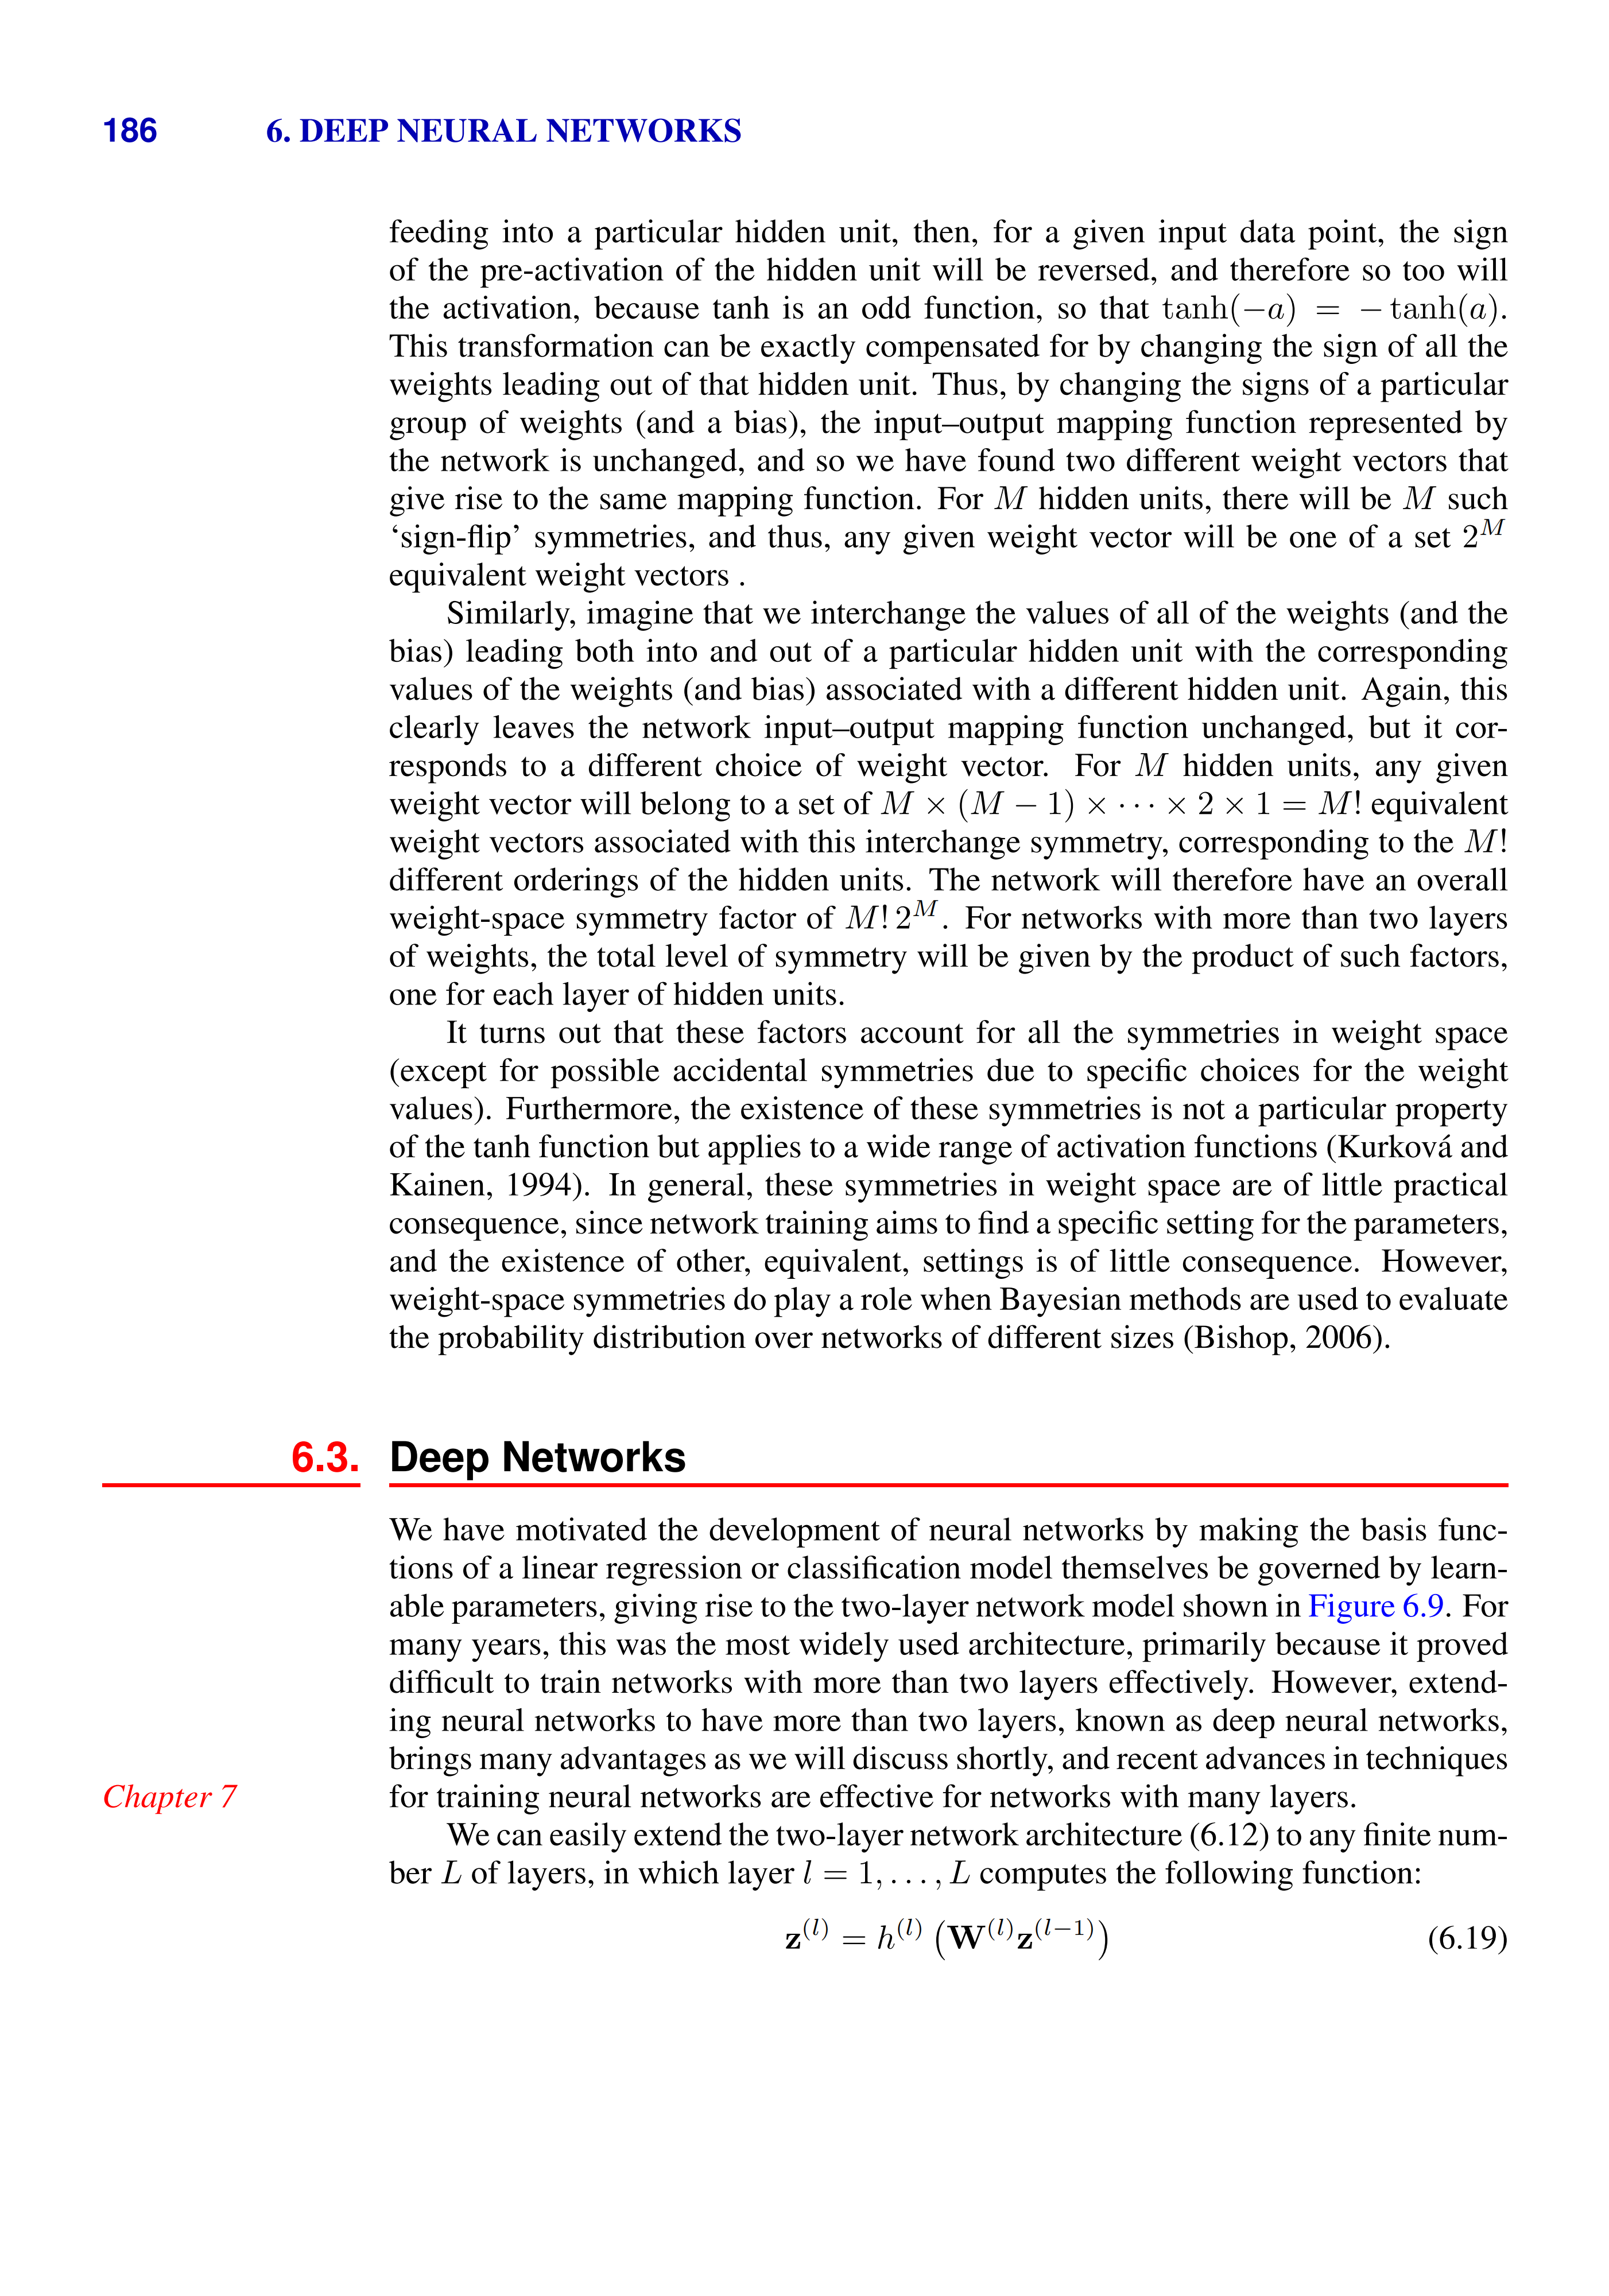 186 6. DEEP NEURAL NETWORKS
feeding into a particular hidden unit, then, for a given input data point, the sign
of the pre-activation of the hidden unit will be reversed, and therefore so too will
the activation, because tanh is an odd function, so that tanh(−a) = − tanh(a).
This transformation can be exactly compensated for by changing the sign of all the
weights leading out of that hidden unit. Thus, by changing the signs of a particular
group of weights (and a bias), the input–output mapping function represented by
the network is unchanged, and so we have found two different weight vectors that
give rise to the same mapping function. For M hidden units, there will be M such
‘sign-flip’ symmetries, and thus, any given weight vector will be one of a set 2^M
equivalent weight vectors .
Similarly, imagine that we interchange the values of all of the weights (and the
bias) leading both into and out of a particular hidden unit with the corresponding
values of the weights (and bias) associated with a different hidden unit. Again, this
clearly leaves the network input–output mapping function unchanged, but it cor-
responds to a different choice of weight vector. For M hidden units, any given
weight vector will belong to a set of M × (M − 1) × ··· × 2 × 1 = M! equivalent
weight vectors associated with this interchange symmetry, corresponding to the M!
different orderings of the hidden units. The network will therefore have an overall
weight-space symmetry factor of M! 2^M. For networks with more than two layers
of weights, the total level of symmetry will be given by the product of such factors,
one for each layer of hidden units.
It turns out that these factors account for all the symmetries in weight space
(except for possible accidental symmetries due to specific choices for the weight
values). Furthermore, the existence of these symmetries is not a particular property
of the tanh function but applies to a wide range of activation functions (Kurková and
Kainen, 1994). In general, these symmetries in weight space are of little practical
consequence, since network training aims to find a specific setting for the parameters,
and the existence of other, equivalent, settings is of little consequence. However,
weight-space symmetries do play a role when Bayesian methods are used to evaluate
the probability distribution over networks of different sizes (Bishop, 2006).
6.3. Deep Networks
We have motivated the development of neural networks by making the basis func-
tions of a linear regression or classification model themselves be governed by learn-
able parameters, giving rise to the two-layer network model shown in Figure 6.9. For
many years, this was the most widely used architecture, primarily because it proved
difficult to train networks with more than two layers effectively. However, extend-
ing neural networks to have more than two layers, known as deep neural networks,
brings many advantages as we will discuss shortly, and recent advances in techniques
Chapter 7 for training neural networks are effective for networks with many layers.
We can easily extend the two-layer network architecture (6.12) to any finite num-
ber L of layers, in which layer l = 1, . . . , L computes the following function:
z^(l) = h^(l) (W^(l) z^(l−1)) (6.19)